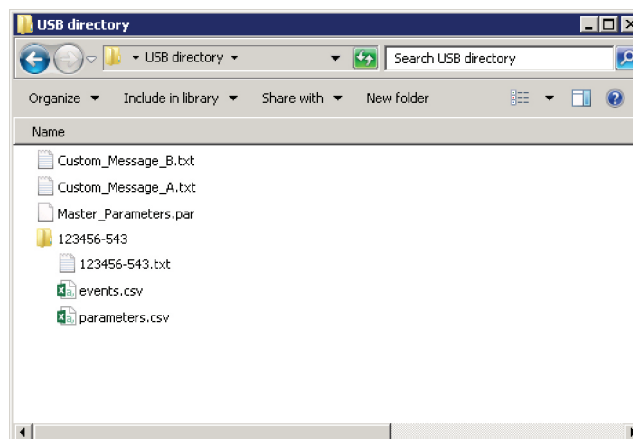 USB directory
USB directory
Search USB directory
Organize
Include in library
Share with
New folder
Name
Custom_Message_B.txt
Custom_Message_A.txt
Master_Parameters.par
123456-543
123456-543.txt
events.csv
parameters.csv